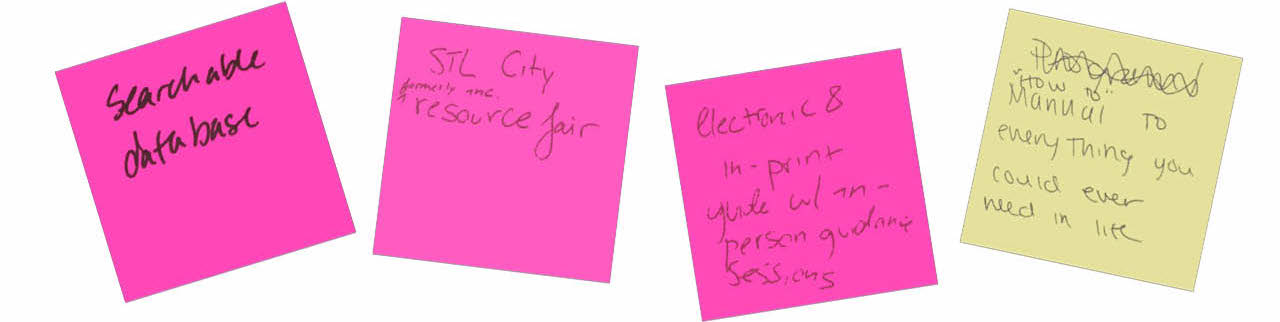 Searchable
database
STL City
^ formerly inc.
resource fair
Electronic &
in-print
guide w/ in-
person guidance
sessions
"HOW TO"
Manual TO
everyThing you
could ever
need in life